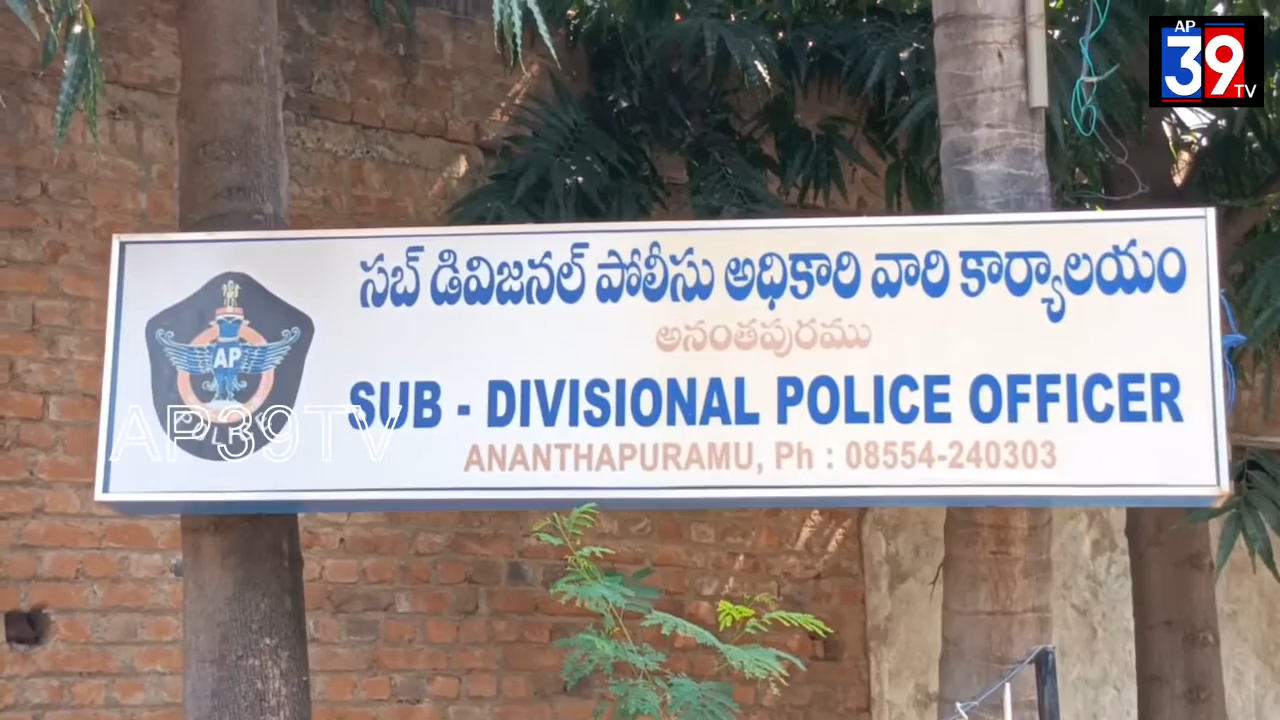 AP
39
TV
సబ్ డివిజనల్ పోలీసు అధికారి వారి కార్యాలయం
అనంతపురము
AP
SUB - DIVISIONAL POLICE OFFICER
AP39TV
ANANTHAPURAMU, Ph : 08554-240303